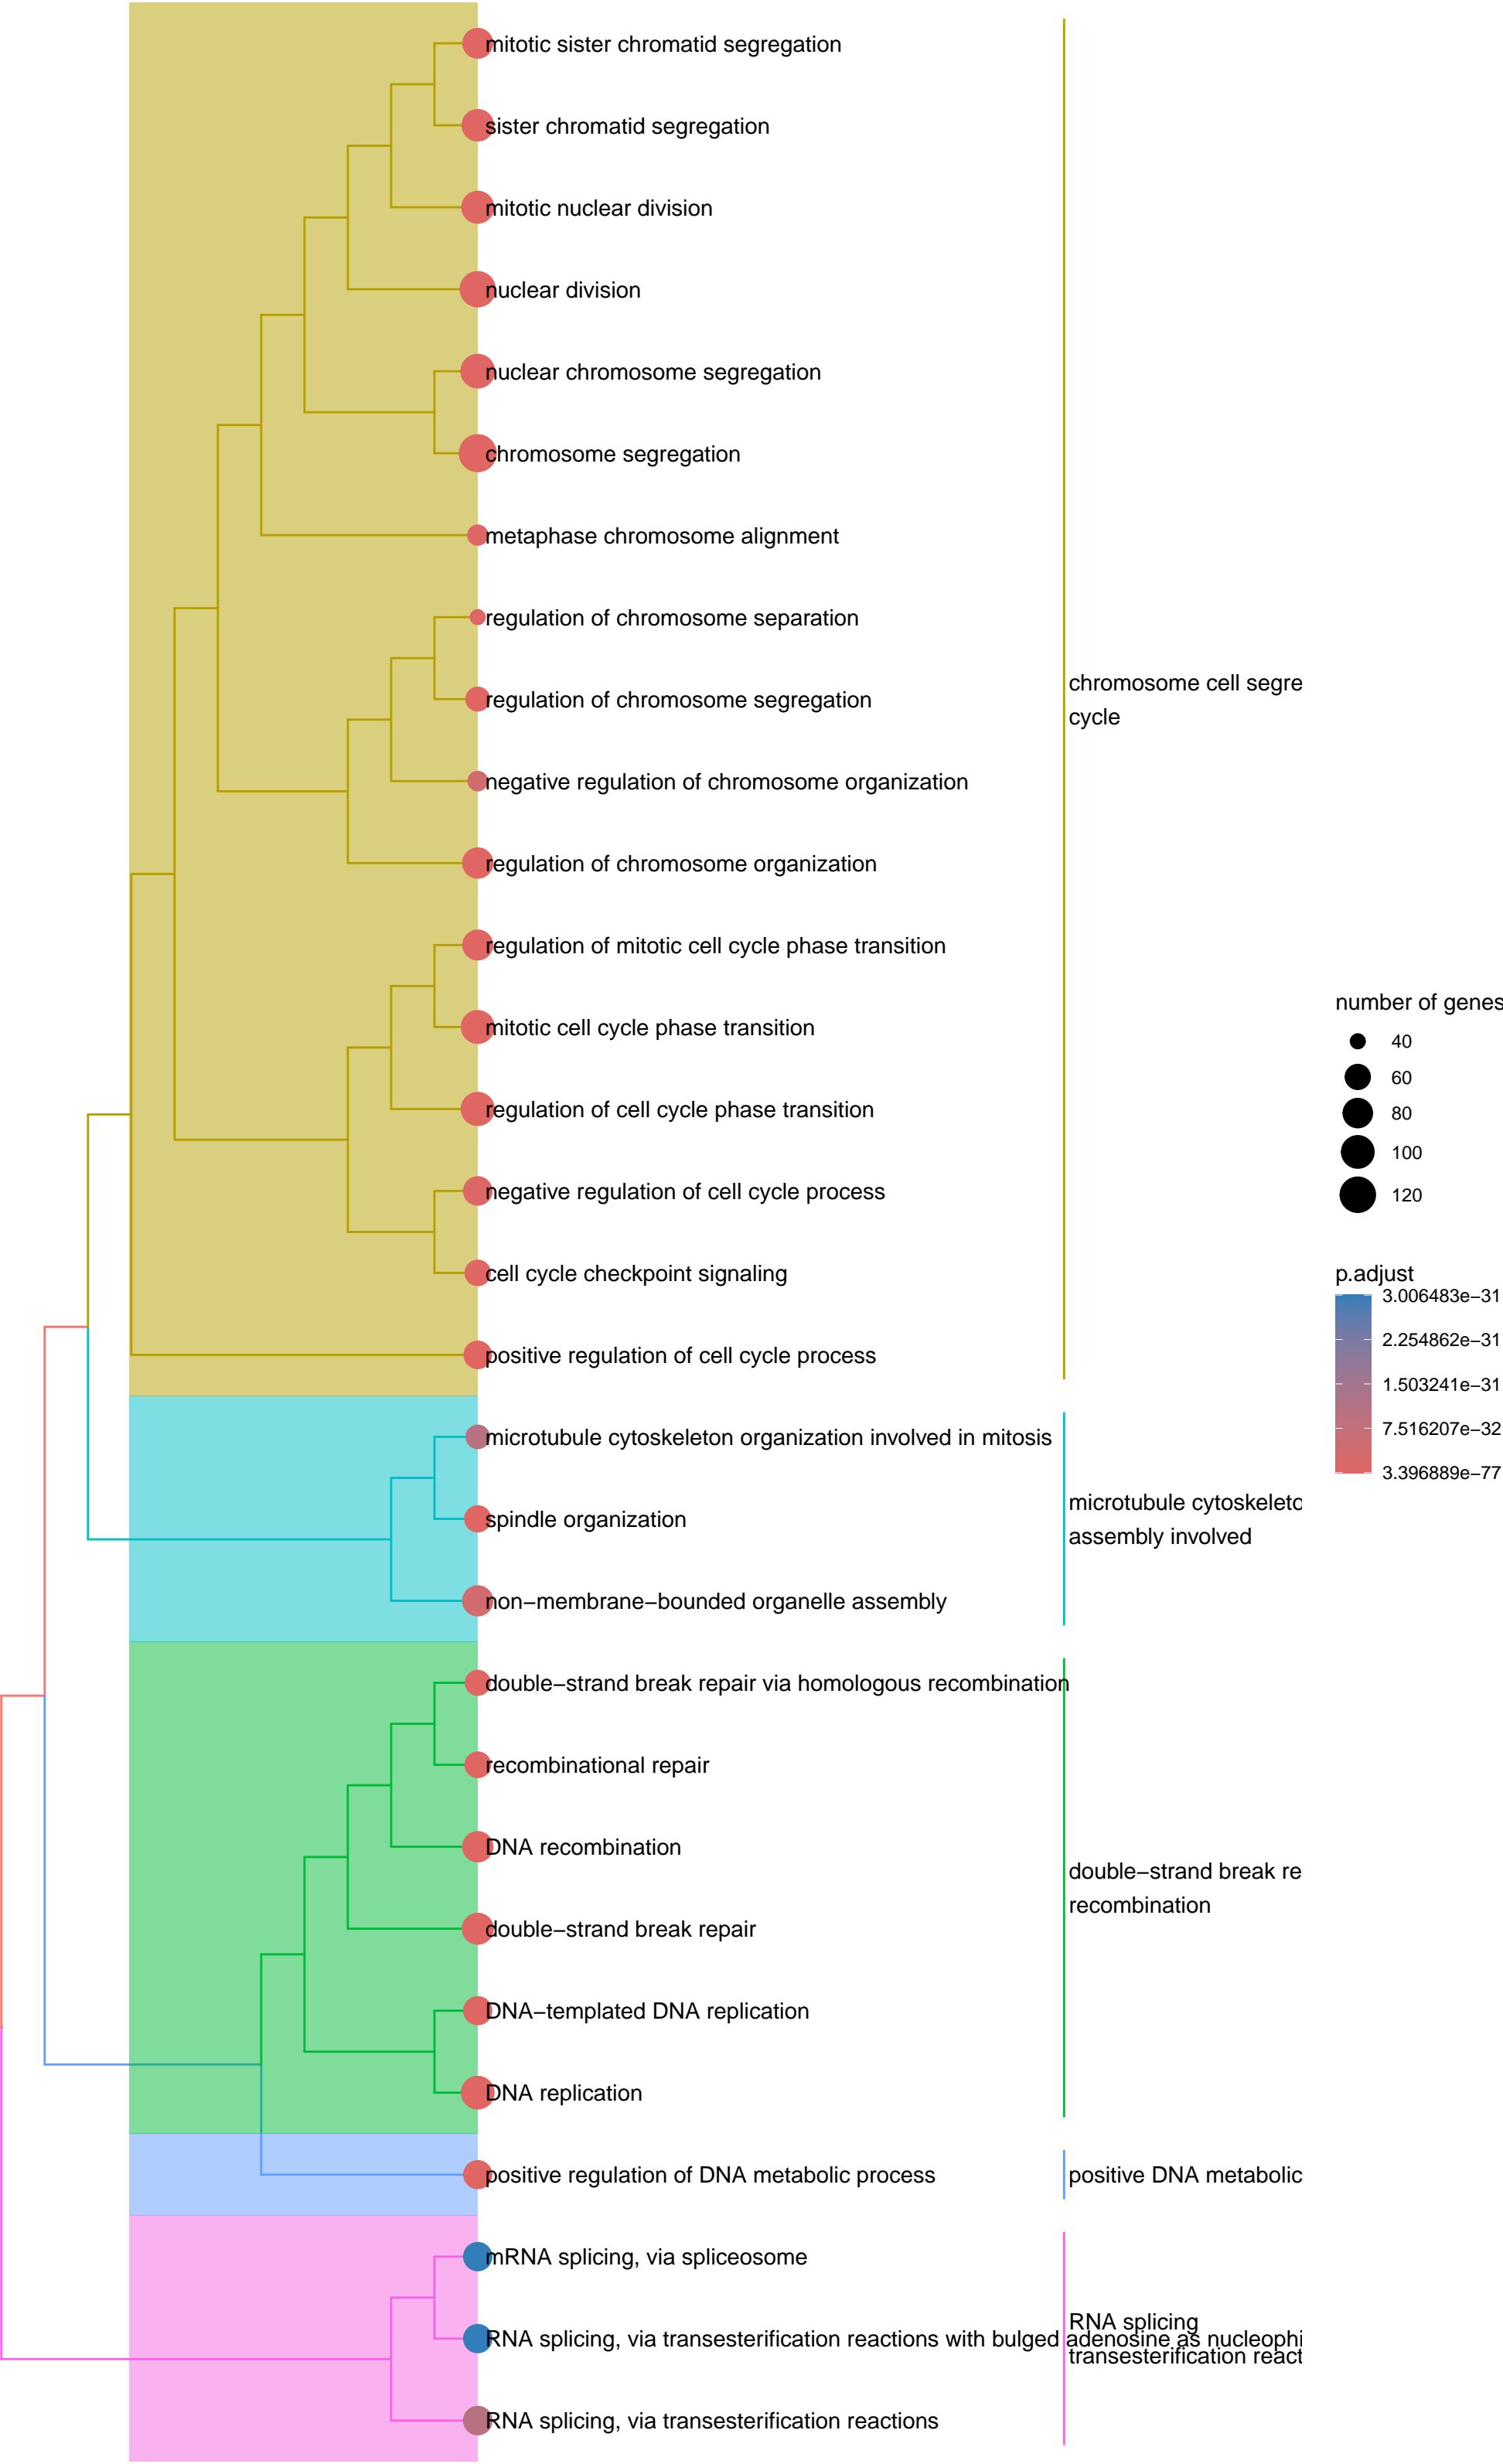 mitotic sister chromatid segregation
sister chromatid segregation
mitotic nuclear division
nuclear division
nuclear chromosome segregation
chromosome segregation
metaphase chromosome alignment
regulation of chromosome separation
regulation of chromosome segregation
negative regulation of chromosome organization
regulation of chromosome organization
regulation of mitotic cell cycle phase transition
mitotic cell cycle phase transition
regulation of cell cycle phase transition
negative regulation of cell cycle process
cell cycle checkpoint signaling
positive regulation of cell cycle process
microtubule cytoskeleton organization involved in mitosis
spindle organization
non−membrane−bounded organelle assembly
double−strand break repair via homologous recombination
recombinational repair
DNA recombination
double−strand break repair
DNA−templated DNA replication
DNA replication
positive regulation of DNA metabolic process
mRNA splicing, via spliceosome
RNA splicing, via transesterification reactions with bulged adenosine as nucleophi
RNA splicing, via transesterification reactions
chromosome cell segre
cycle
microtubule cytoskeleto
assembly involved
double−strand break re
recombination
positive DNA metabolic
RNA splicing
transesterification react
number of genes
40
60
80
100
120
p.adjust
3.006483e−31
2.254862e−31
1.503241e−31
7.516207e−32
3.396889e−77